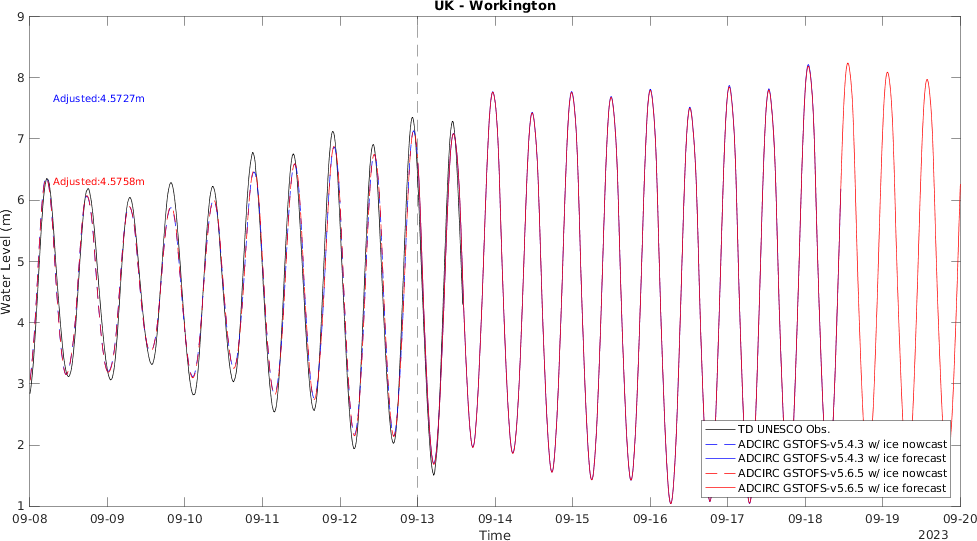 UK - Workington
9
8
7
6
5
4
3
2
1
Water Level (m)
Adjusted:4.5727m
Adjusted:4.5758m
TD UNESCO Obs.
ADCIRC GSTOFS-v5.4.3 w/ ice nowcast
ADCIRC GSTOFS-v5.4.3 w/ ice forecast
ADCIRC GSTOFS-v5.6.5 w/ ice nowcast
ADCIRC GSTOFS-v5.6.5 w/ ice forecast
09-08 09-09 09-10 09-11 09-12 09-13 09-14 09-15 09-16 09-17 09-18 09-19 09-20
Time
2023